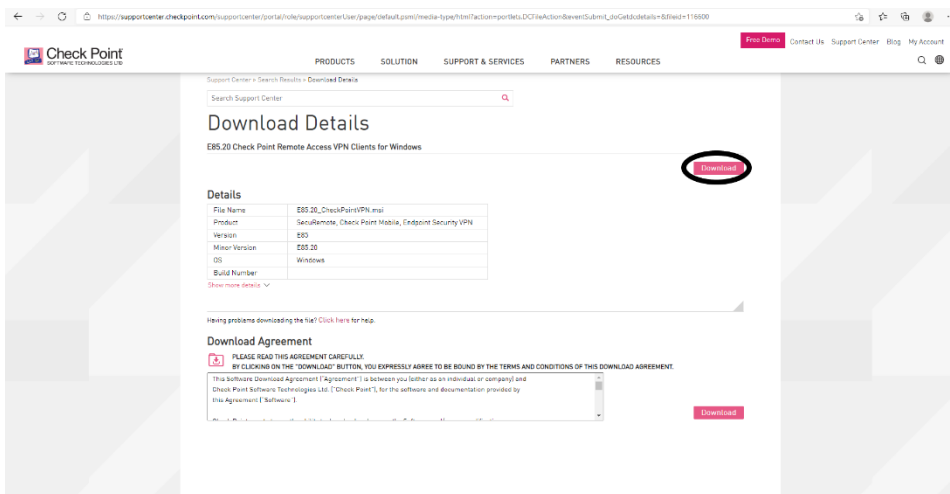 https://supportcenter.checkpoint.com/supportcenter/portal/role/supportcenterUser/page/default.psml/media-type/html?action=portlets.DCFileAction&eventSubmit_doGetdcdetails=&fileid=116600
Free Demo Contact Us Support Center Blog My Account
Check Point
SOFTWARE TECHNOLOGIES LTD
PRODUCTS SOLUTION SUPPORT & SERVICES PARTNERS RESOURCES
Support Center > Search Results > Download Details
Search Support Center
Download Details
E85.20 Check Point Remote Access VPN Clients for Windows
Download
Details
File Name E85.20_CheckPointVPN.msi
Product SecuRemote, Check Point Mobile, Endpoint Security VPN
Version E85
Minor Version E85.20
OS Windows
Build Number
Show more details
Having problems downloading the file? Click here for help.
Download Agreement
PLEASE READ THIS AGREEMENT CAREFULLY.
BY CLICKING ON THE "DOWNLOAD" BUTTON, YOU EXPRESSLY AGREE TO BE BOUND BY THE TERMS AND CONDITIONS OF THIS DOWNLOAD AGREEMENT.
This Software Download Agreement ("Agreement") is between you (either as an individual or company) and
Check Point Software Technologies Ltd. ("Check Point"), for the software and documentation provided by
this Agreement ("Software").
Download